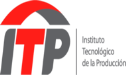 ITP
Instituto
Tecnológico
de la Producción